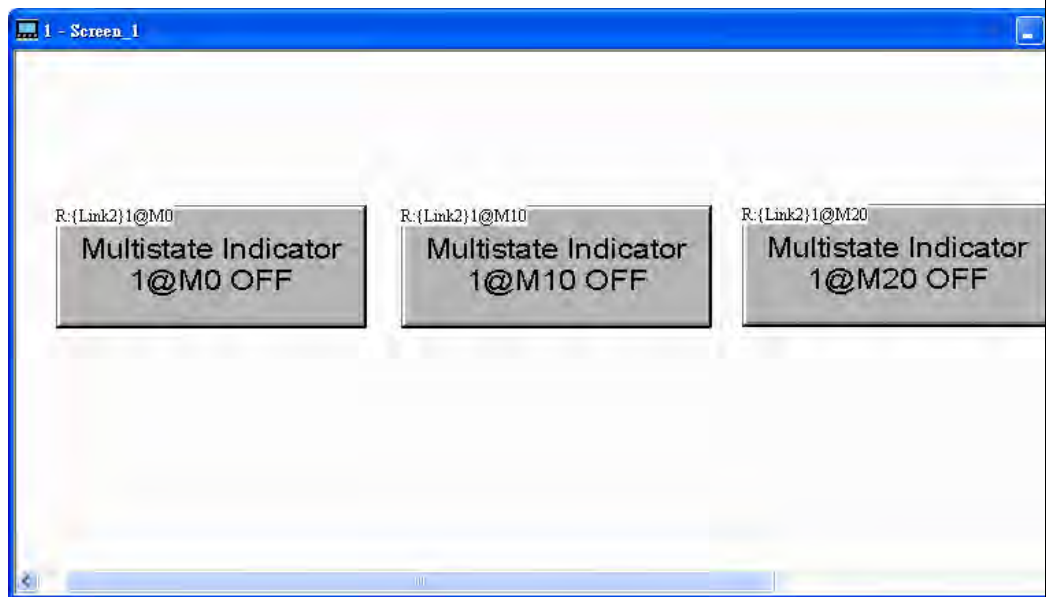 1 - Screen_1
R:{Link2}1@M0
Multistate Indicator
1@M0 OFF
R:{Link2}1@M10
Multistate Indicator
1@M10 OFF
R:{Link2}1@M20
Multistate Indicator
1@M20 OFF